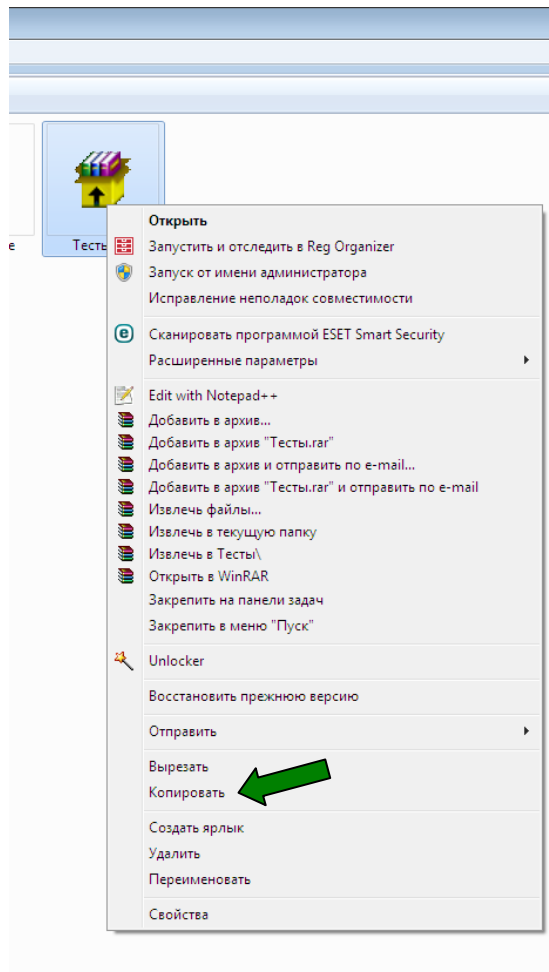 е
Тесты
Открыть
Запустить и отследить в Reg Organizer
Запуск от имени администратора
Исправление неполадок совместимости
Сканировать программой ESET Smart Security
Расширенные параметры
Edit with Notepad++
Добавить в архив...
Добавить в архив "Тесты.rar"
Добавить в архив и отправить по e-mail...
Добавить в архив "Тесты.rar" и отправить по e-mail
Извлечь файлы...
Извлечь в текущую папку
Извлечь в Тесты\
Открыть в WinRAR
Закрепить на панели задач
Закрепить в меню "Пуск"
Unlocker
Восстановить прежнюю версию
Отправить
Вырезать
Копировать
Создать ярлык
Удалить
Переименовать
Свойства